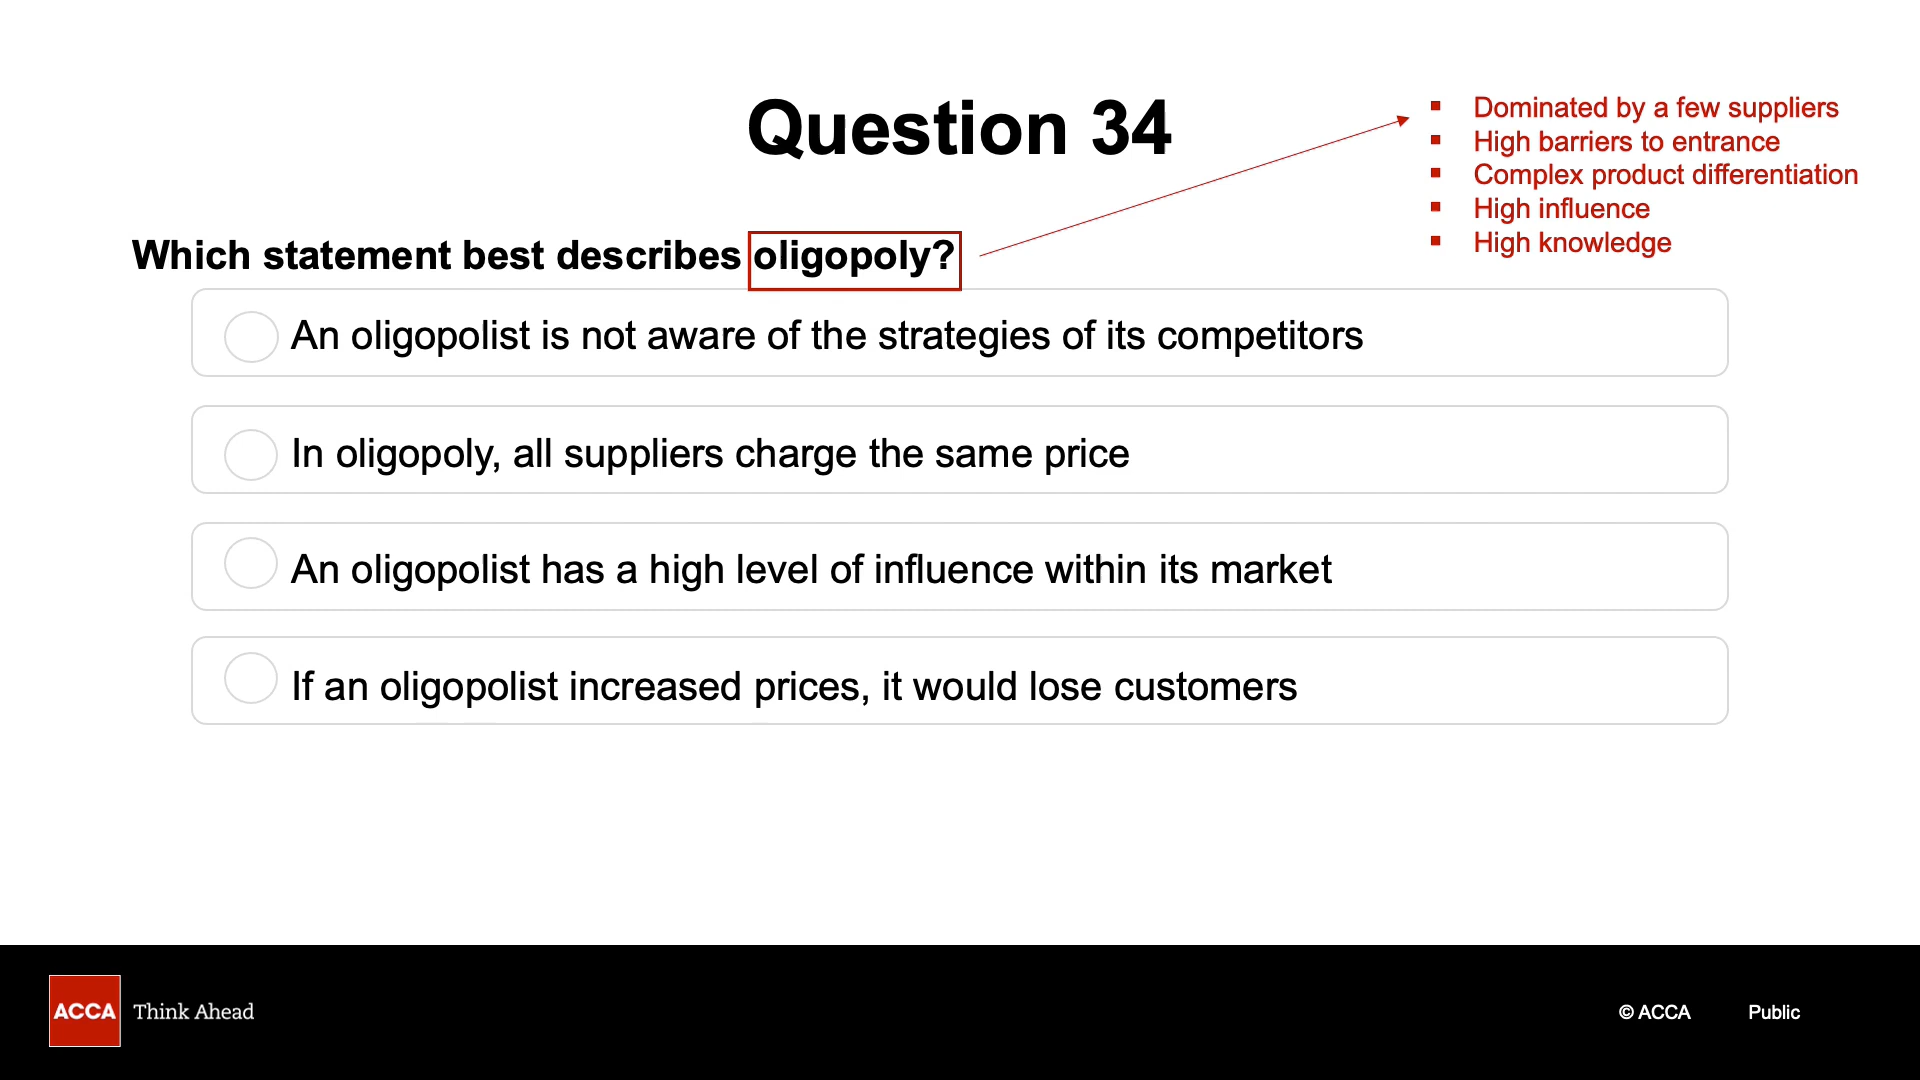 Question 34
▪ Dominated by a few suppliers
▪ High barriers to entrance
▪ Complex product differentiation
▪ High influence
▪ High knowledge
Which statement best describes oligopoly?
An oligopolist is not aware of the strategies of its competitors
In oligopoly, all suppliers charge the same price
An oligopolist has a high level of influence within its market
If an oligopolist increased prices, it would lose customers
ACCA Think Ahead
© ACCA Public